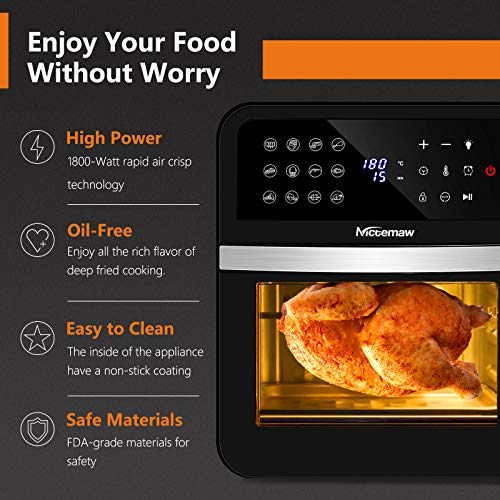 Enjoy Your Food
Without Worry
High Power
1800-Watt rapid air crisp
technology
Oil-Free
Enjoy all the rich flavor of
deep fried cooking.
Easy to Clean
The inside of the appliance
have a non-stick coating
Safe Materials
FDA-grade materials for
safety
180 °C
15 MIN
Mctemaw